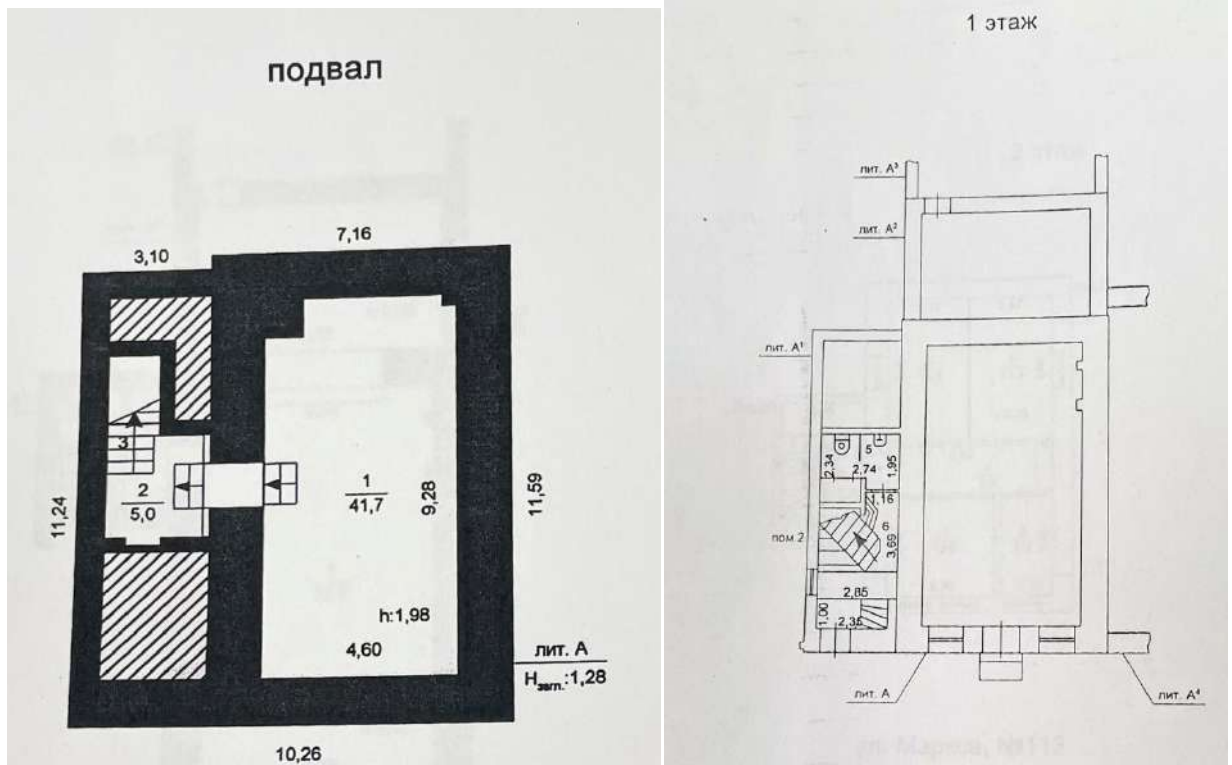 подвал
3,10
7,16
3
2
5,0
1
41,7
9,28
11,59
11,24
h:1,98
4,60
лит. А
Hзагл.:1,28
10,26
1 этаж
лит. А³
лит. А²
лит. А¹
5
2,34
2,74
1,95
1,16
6
3,69
пом.2
2,85
1,00
2,35
лит. А
лит. А⁴